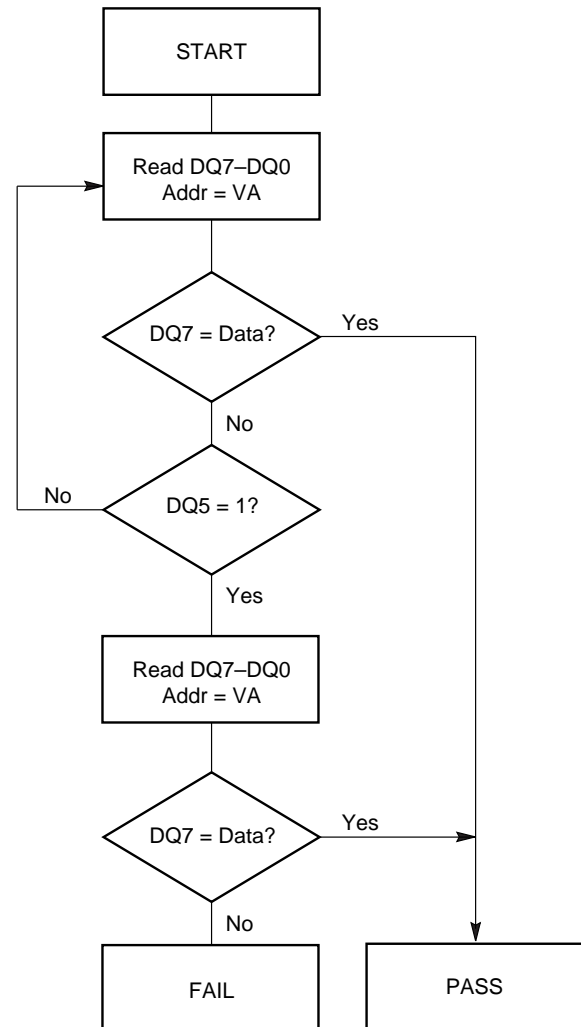 START
Read DQ7–DQ0
Addr = VA
DQ7 = Data?
Yes
No
No
DQ5 = 1?
Yes
Read DQ7–DQ0
Addr = VA
DQ7 = Data?
Yes
No
FAIL
PASS